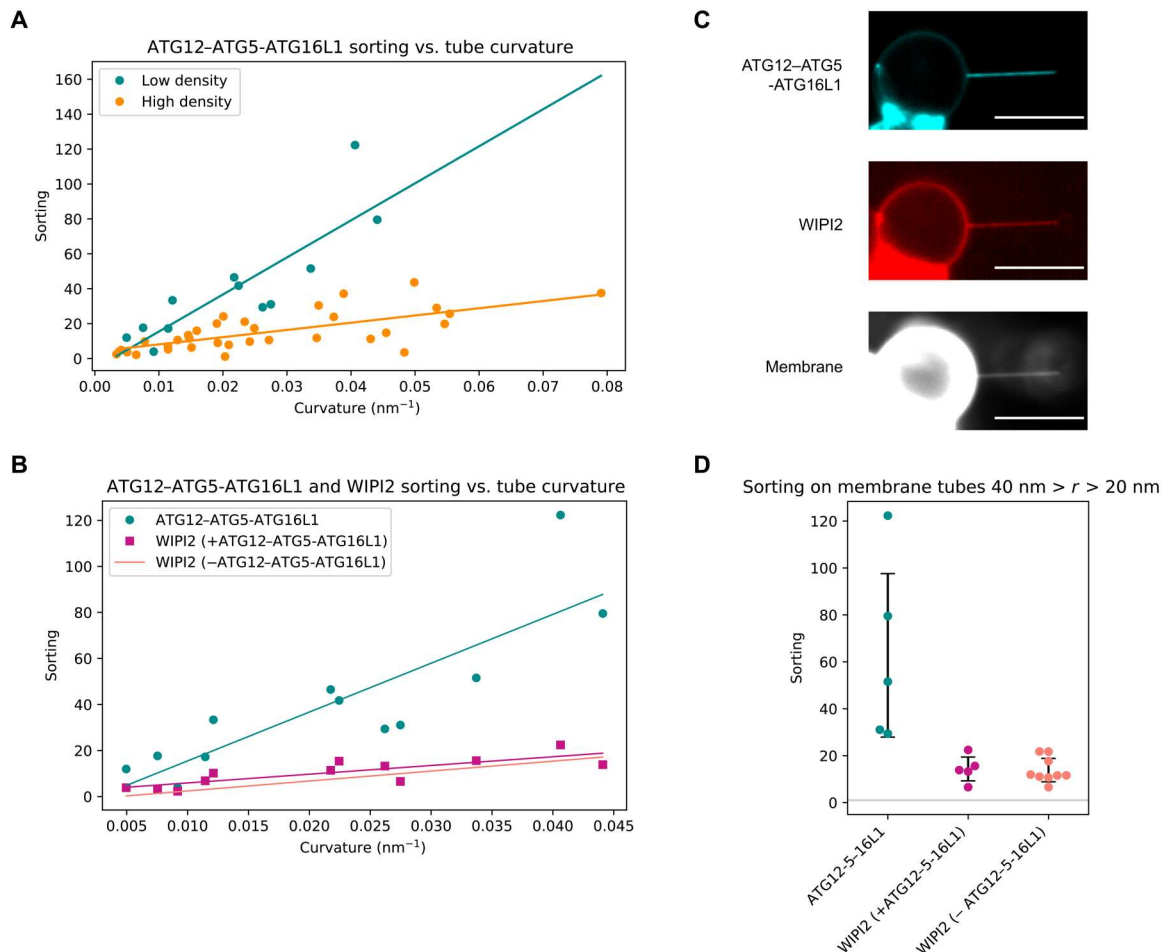 A
ATG12–ATG5-ATG16L1 sorting vs. tube curvature
Low density
High density
160
140
120
100
80
60
40
20
0
Sorting
0.00 0.01 0.02 0.03 0.04 0.05 0.06 0.07 0.08
Curvature (nm⁻¹)
B
ATG12–ATG5-ATG16L1 and WIPI2 sorting vs. tube curvature
ATG12–ATG5-ATG16L1
WIPI2 (+ATG12–ATG5-ATG16L1)
WIPI2 (−ATG12–ATG5-ATG16L1)
120
100
80
60
40
20
0
Sorting
0.005 0.010 0.015 0.020 0.025 0.030 0.035 0.040 0.045
Curvature (nm⁻¹)
C
ATG12–ATG5
-ATG16L1
WIPI2
Membrane
D
Sorting on membrane tubes 40 nm > r > 20 nm
120
100
80
60
40
20
0
Sorting
ATG12-5–16L1
WIPI2 (+ATG12-5-16L1)
WIPI2 (− ATG12-5-16L1)